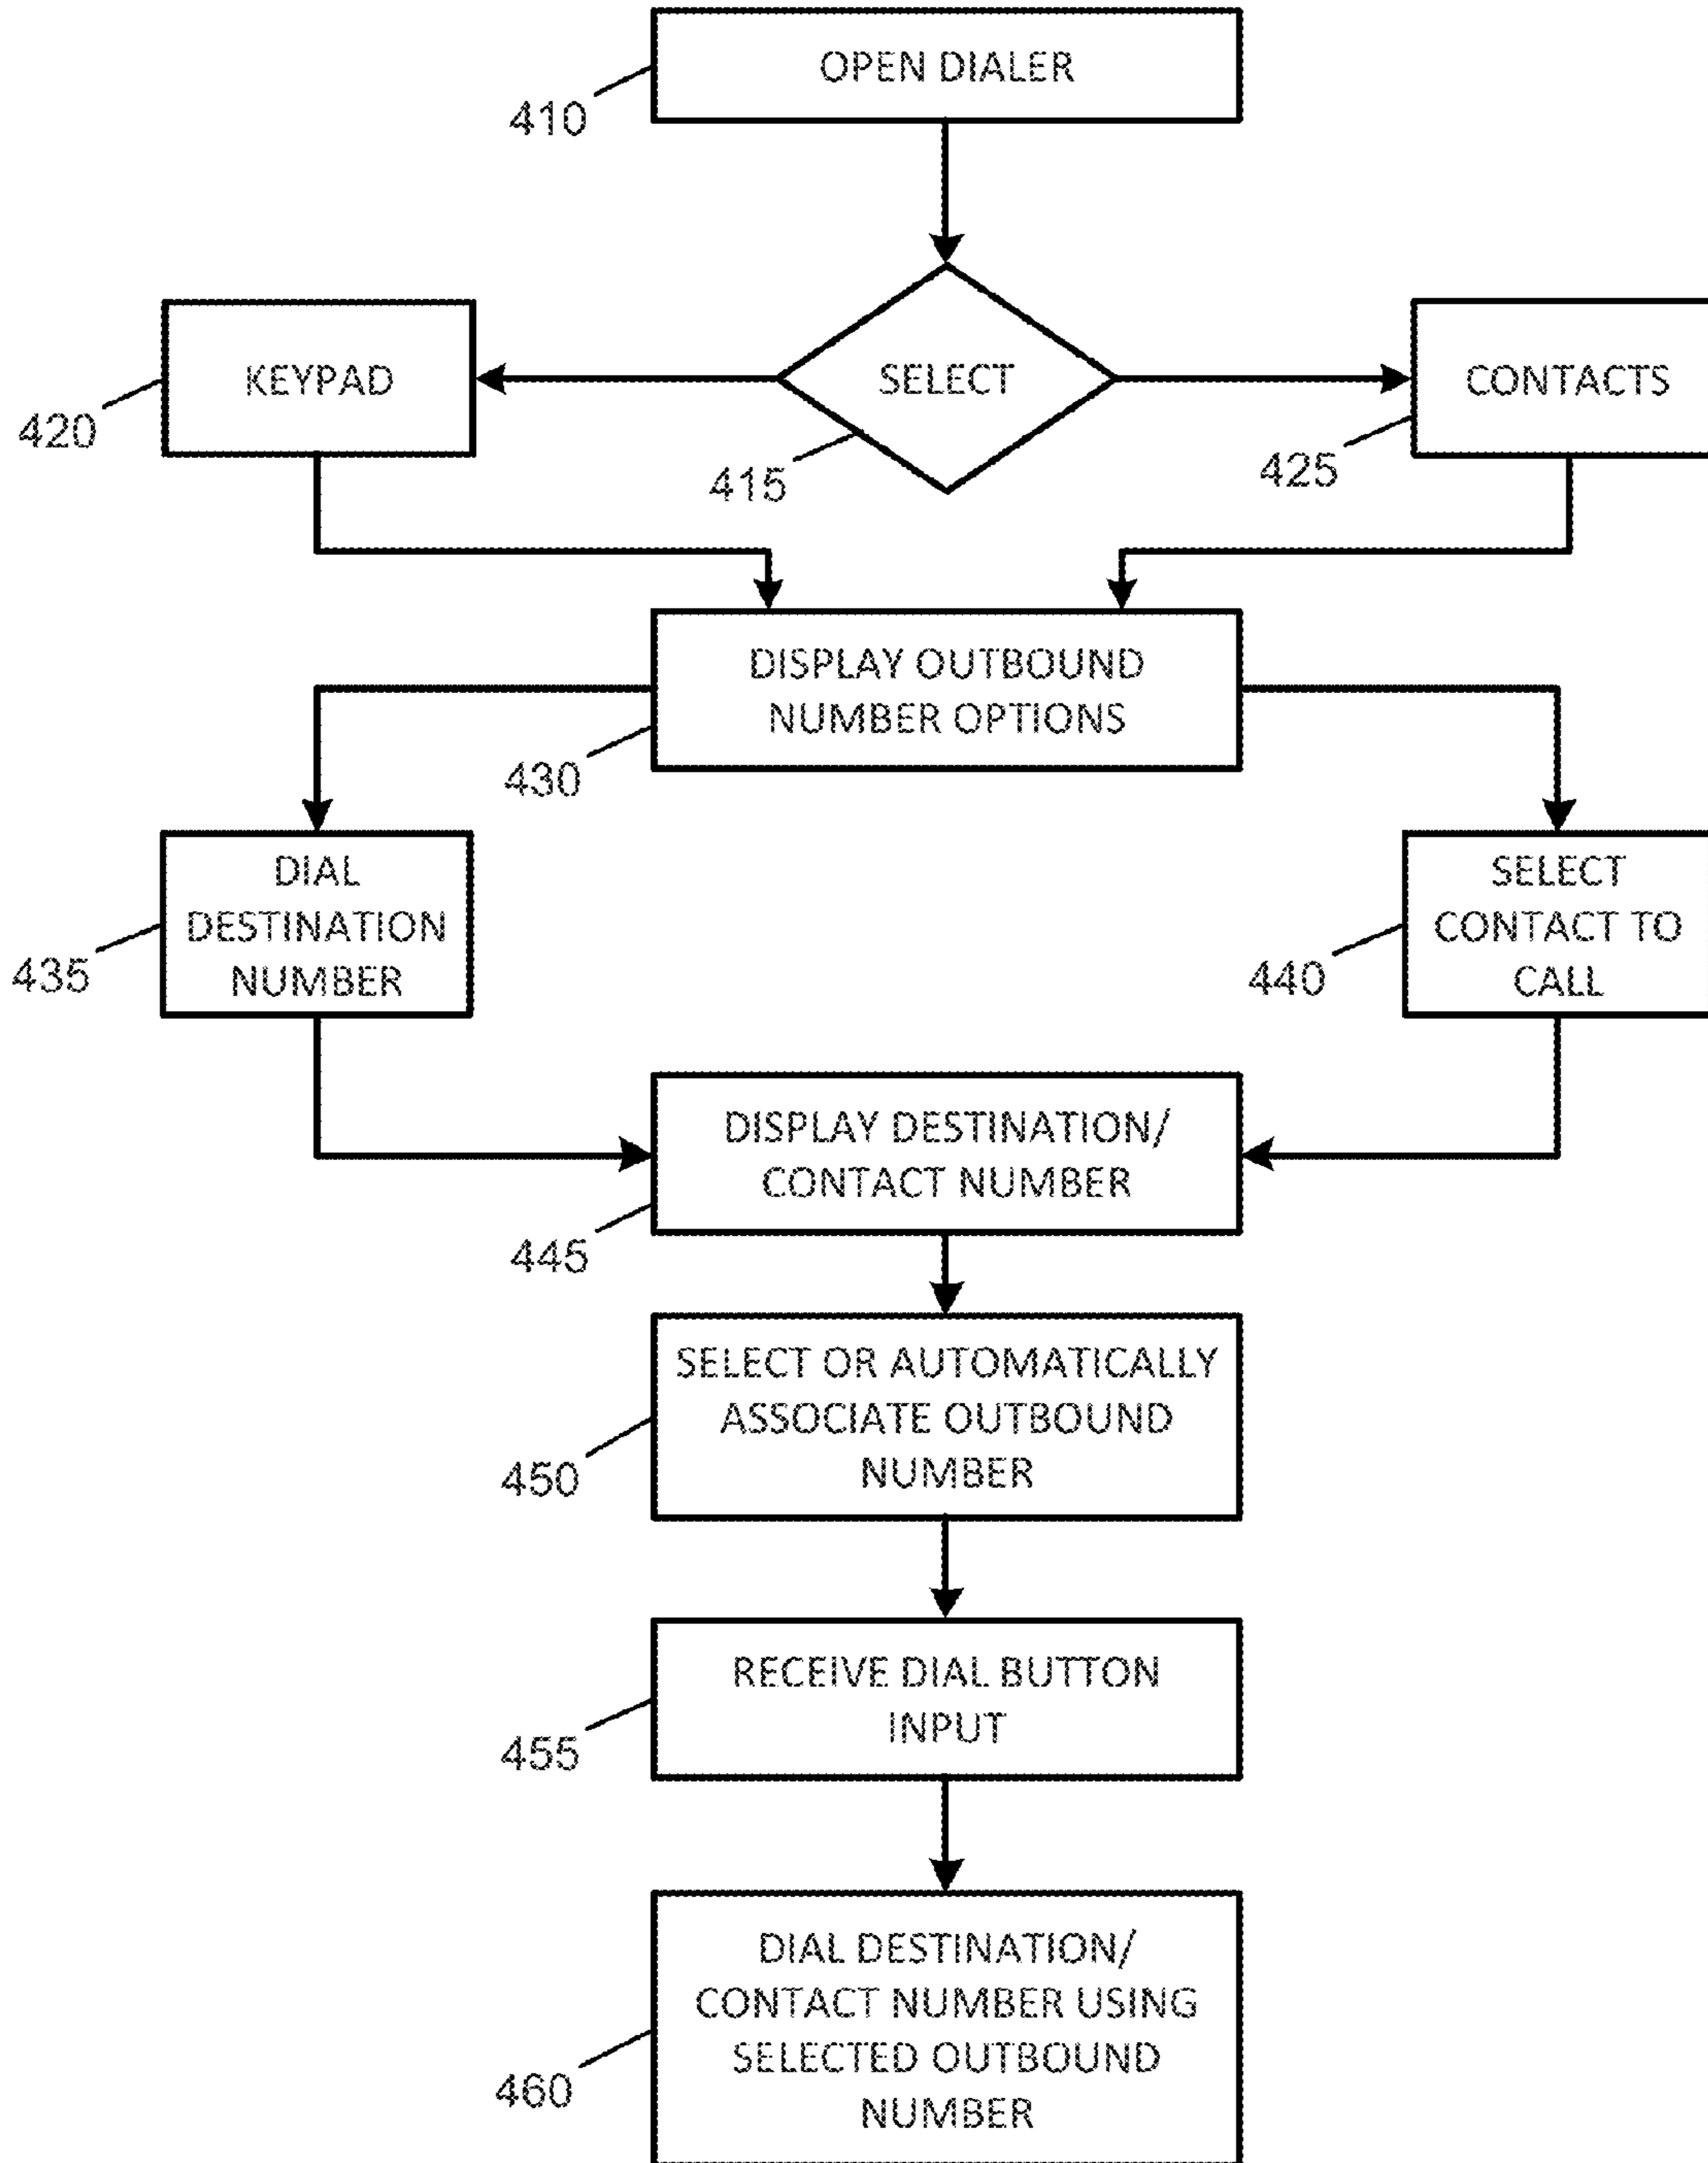 OPEN DIALER
410
KEYPAD
SELECT
CONTACTS
420
415
425
DISPLAY OUTBOUND
NUMBER OPTIONS
430
DIAL
DESTINATION
NUMBER
435
SELECT
CONTACT TO
CALL
440
DISPLAY DESTINATION/
CONTACT NUMBER
445
SELECT OR AUTOMATICALLY
ASSOCIATE OUTBOUND
NUMBER
450
RECEIVE DIAL BUTTON
INPUT
455
DIAL DESTINATION/
CONTACT NUMBER USING
SELECTED OUTBOUND
NUMBER
460